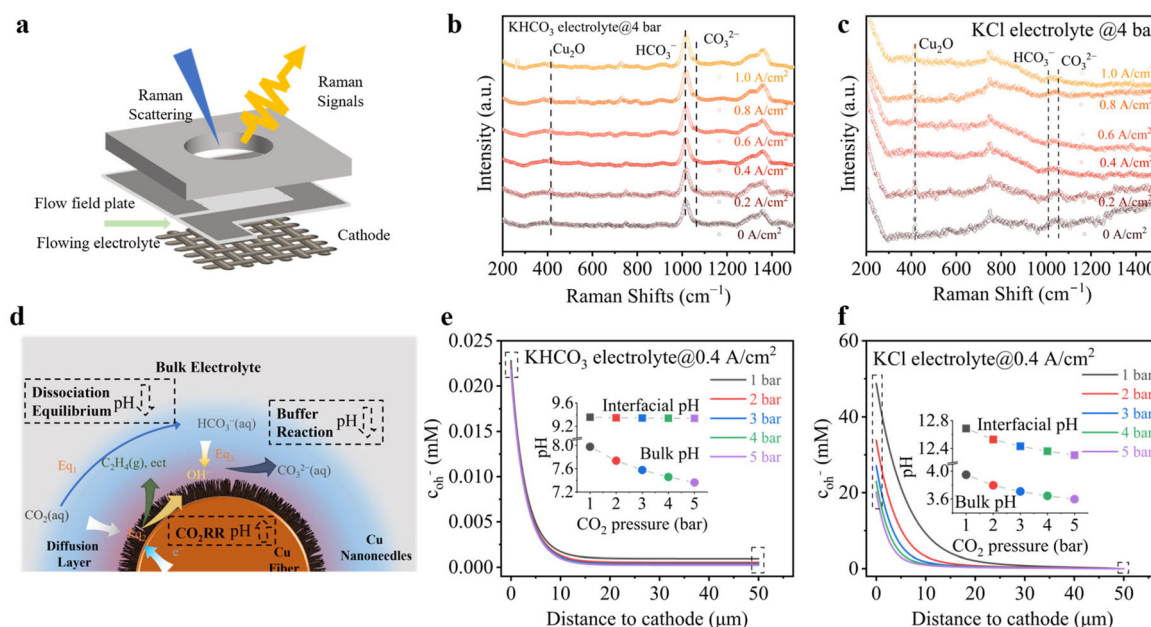 a
Raman
Scattering
Raman
Signals
Flow field plate
Flowing electrolyte
Cathode
b
KHCO₃ electrolyte@4 bar
Cu₂O
HCO₃⁻
CO₃²⁻
1.0 A/cm²
0.8 A/cm²
0.6 A/cm²
0.4 A/cm²
0.2 A/cm²
0 A/cm²
Intensity (a.u.)
200 400 600 800 1000 1200 1400
Raman Shifts (cm⁻¹)
c
KCl electrolyte @4 bar
Cu₂O
HCO₃⁻
CO₃²⁻
1.0 A/cm²
0.8 A/cm²
0.6 A/cm²
0.4 A/cm²
0.2 A/cm²
0 A/cm²
Intensity (a.u.)
200 400 600 800 1000 1200 1400
Raman Shift (cm⁻¹)
d
Bulk Electrolyte
Dissociation
Equilibrium
pH
HCO₃⁻(aq)
Buffer
Reaction
pH
Eq₁
C₂H₄(g), ect
OH⁻
CO₃²⁻(aq)
CO₂(aq)
CO₂RR pH
Diffusion
Layer
e⁻
Cu
Fiber
Cu
Nanoneedles
e
KHCO₃ electrolyte@0.4 A/cm²
1 bar
2 bar
3 bar
4 bar
5 bar
0.025
0.020
0.015
0.010
0.005
0.000
c_oh⁻ (mM)
9.6
9.2
8.0
7.6
7.2
pH
Interfacial pH
Bulk pH
1 2 3 4 5
CO₂ pressure (bar)
0 10 20 30 40 50
Distance to cathode (μm)
f
KCl electrolyte@0.4 A/cm²
1 bar
2 bar
3 bar
4 bar
5 bar
60
40
20
0
c_oh⁻ (mM)
12.8
12.4
4.0
3.6
pH
Interfacial pH
Bulk pH
1 2 3 4 5
CO₂ pressure (bar)
0 10 20 30 40 50
Distance to cathode (μm)